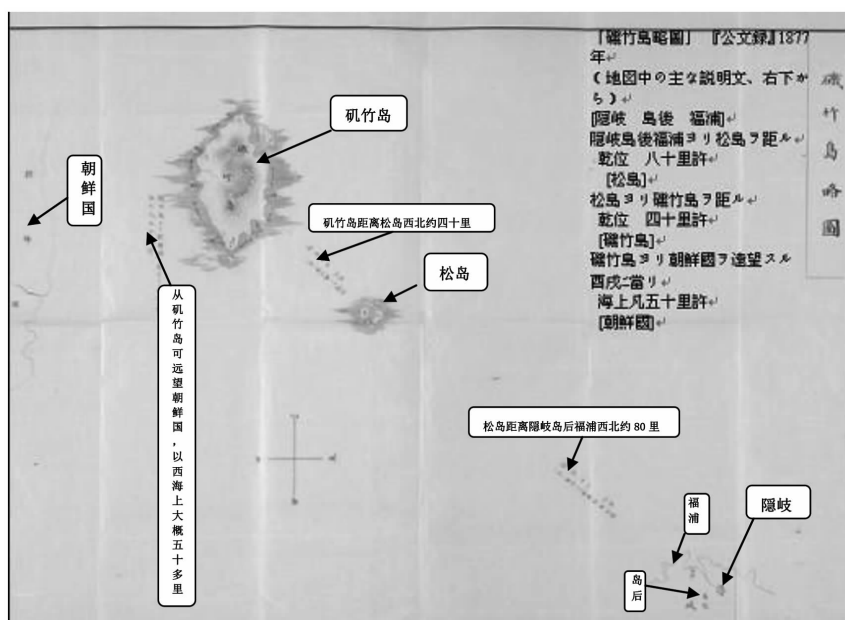 「磯竹島略圖」『公文録』1877
年↵
(地図中の主な説明文、右下か
ら)↵
[隠岐 島後 福浦]↵
隠岐島後福浦ヨリ松島ヲ距ル
乾位 八十里許↵
[松島]↵
松島ヨリ磯竹島ヲ距ル↵
乾位 四十里許↵
[磯竹島]↵
磯竹島ヨリ朝鮮國ヲ遠望スル
酉戌ニ當リ↵
海上凡五十里許↵
[朝鮮國]↵
磯竹島略圖
矶竹岛
朝鲜国
矶竹岛距离松岛西北约四十里
松岛
从矶竹岛可远望朝鲜国,以西海上大概五十多里
松岛距离隠岐岛后福浦西北约 80 里
福浦
隠岐
岛后